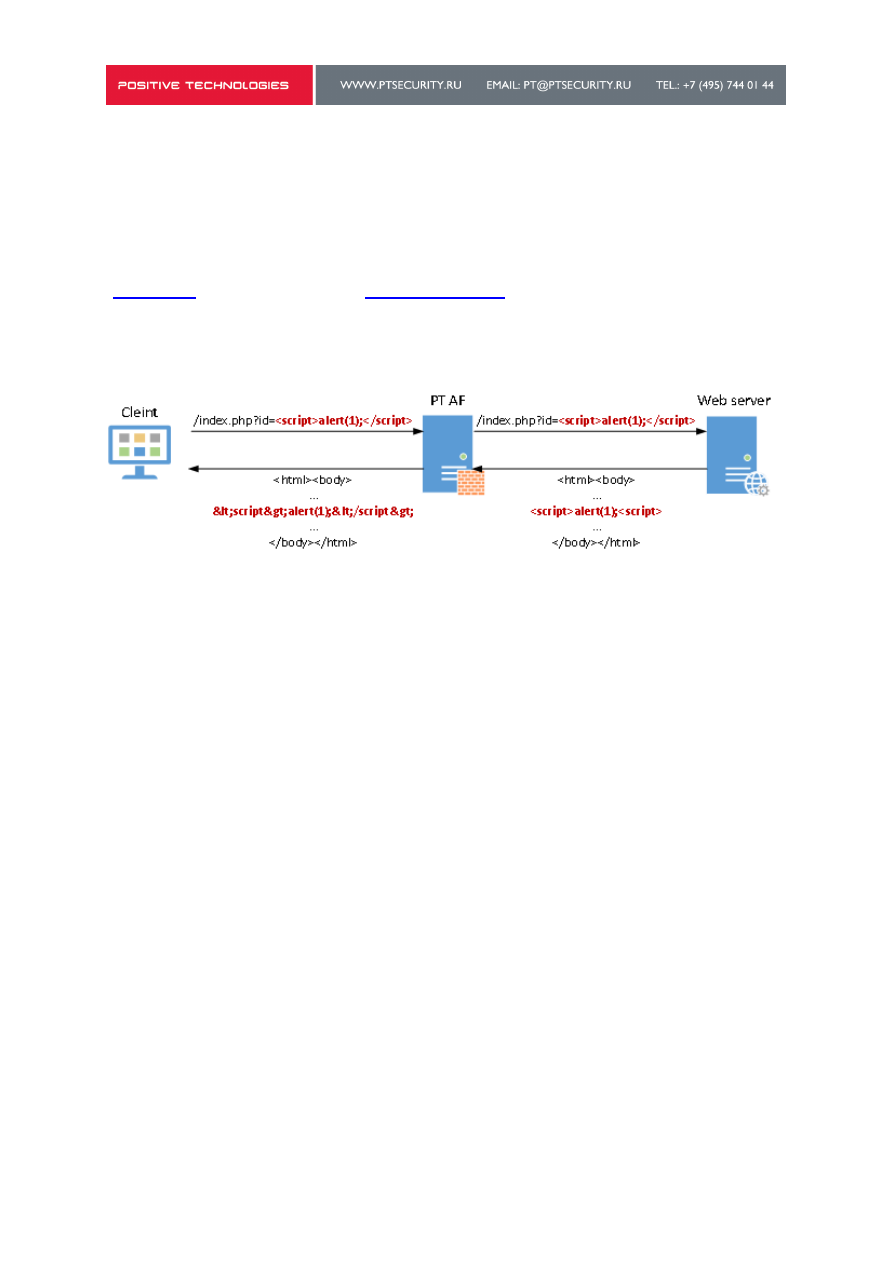 POSITIVE TECHNOLOGIES WWW.PTSECURITY.RU EMAIL: PT@PTSECURITY.RU TEL.: +7 (495) 744 01 44
Cleint PT AF Web server
/index.php?id=<script>alert(1);</script> /index.php?id=<script>alert(1);</script>
<html><body> <html><body>
... ...
&lt;script&gt;alert(1);&lt;/script&gt; <script>alert(1);<script>
... ...
</body></html> </body></html>